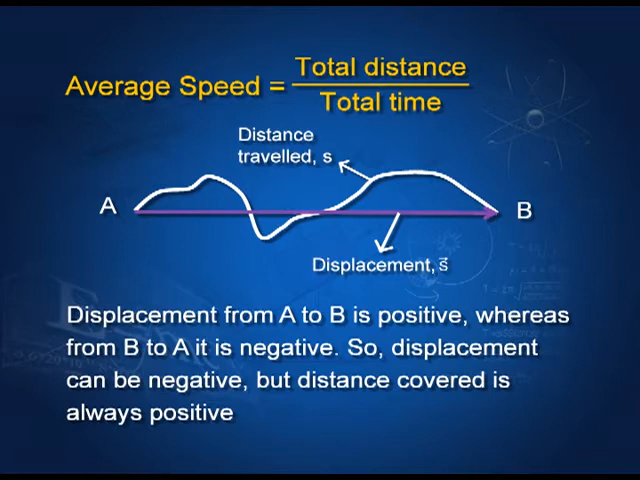 Average Speed = Total distance
Total time
Distance
travelled, s
A
B
Displacement, s⃗
Displacement from A to B is positive, whereas
from B to A it is negative. So, displacement
can be negative, but distance covered is
always positive